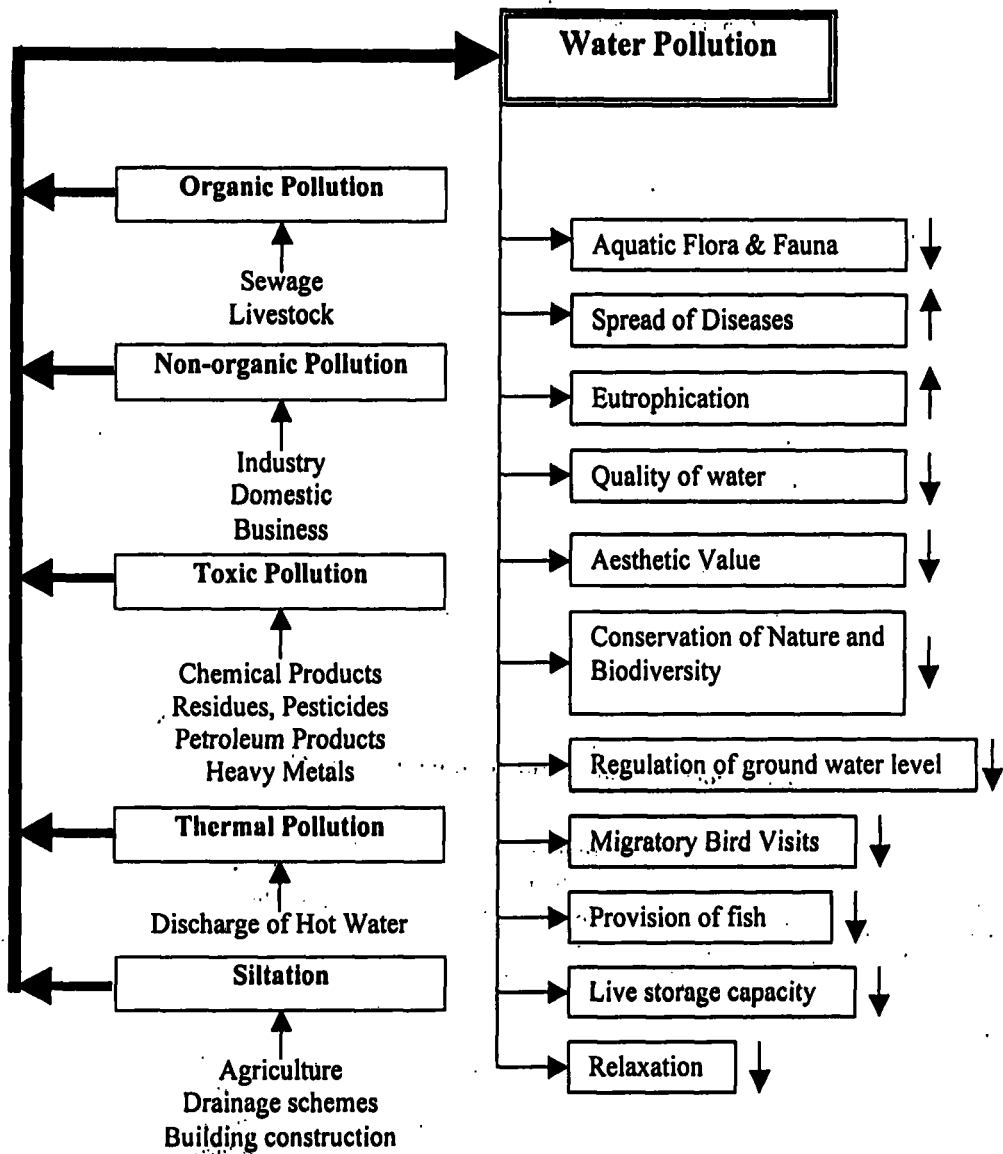 Water Pollution
Organic Pollution
Sewage
Livestock
Non-organic Pollution
Industry
Domestic
Business
Toxic Pollution
Chemical Products
Residues, Pesticides
Petroleum Products
Heavy Metals
Thermal Pollution
Discharge of Hot Water
Siltation
Agriculture
Drainage schemes
Building construction
Aquatic Flora & Fauna
Spread of Diseases
Eutrophication
Quality of water
Aesthetic Value
Conservation of Nature and
Biodiversity
Regulation of ground water level
Migratory Bird Visits
Provision of fish
Live storage capacity
Relaxation